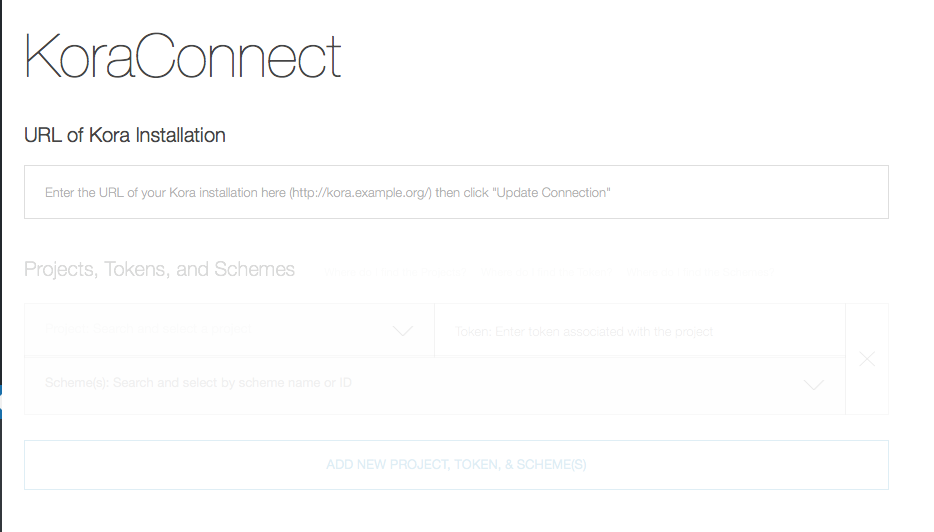 KoraConnect
URL of Kora Installation
Enter the URL of your Kora installation here (http://kora.example.org/) then click "Update Connection"
Projects, Tokens, and Schemes
Token: Enter token associated with the project
Scheme(s): Search and select by scheme name or ID
ADD NEW PROJECT, TOKEN, & SCHEME(S)